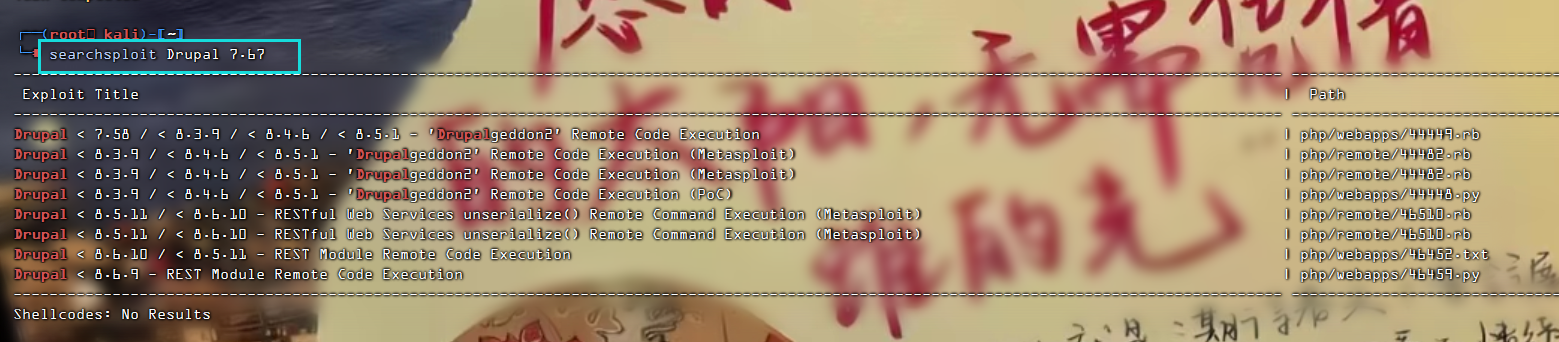 (root kali)-[~]
searchsploit Drupal 7.67
Exploit Title | Path
Drupal < 7.58 / < 8.3.9 / < 8.4.6 / < 8.5.1 - 'Drupalgeddon2' Remote Code Execution | php/webapps/44449.rb
Drupal < 8.3.9 / < 8.4.6 / < 8.5.1 - 'Drupalgeddon2' Remote Code Execution (Metasploit) | php/remote/44482.rb
Drupal < 8.3.9 / < 8.4.6 / < 8.5.1 - 'Drupalgeddon2' Remote Code Execution (Metasploit) | php/remote/44482.rb
Drupal < 8.3.9 / < 8.4.6 / < 8.5.1 - 'Drupalgeddon2' Remote Code Execution (PoC) | php/webapps/44448.py
Drupal < 8.5.11 / < 8.6.10 - RESTful Web Services unserialize() Remote Command Execution (Metasploit) | php/remote/46510.rb
Drupal < 8.5.11 / < 8.6.10 - RESTful Web Services unserialize() Remote Command Execution (Metasploit) | php/remote/46510.rb
Drupal < 8.6.10 / < 8.5.11 - REST Module Remote Code Execution | php/webapps/46452.txt
Drupal < 8.6.9 - REST Module Remote Code Execution | php/webapps/46459.py
Shellcodes: No Results
太阳，无需
谁的光